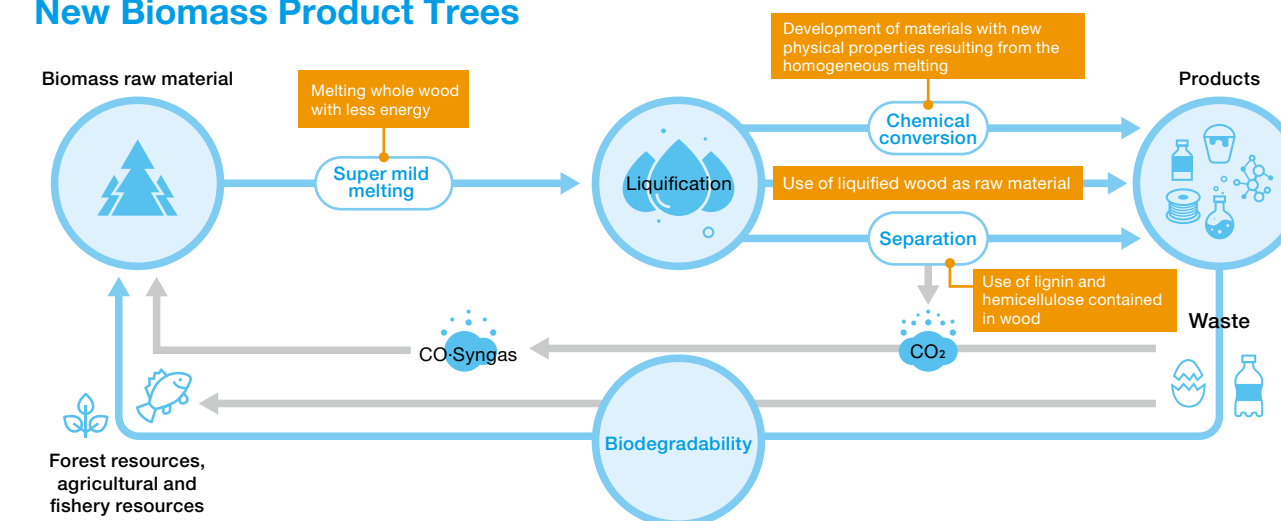 New Biomass Product Trees
Biomass raw material
Melting whole wood
with less energy
Super mild
melting
Liquification
Development of materials with new
physical properties resulting from the
homogeneous melting
Chemical
conversion
Use of liquified wood as raw material
Separation
Use of lignin and
hemicellulose contained
in wood
Products
Waste
CO₂
CO·Syngas
Biodegradability
Forest resources,
agricultural and
fishery resources